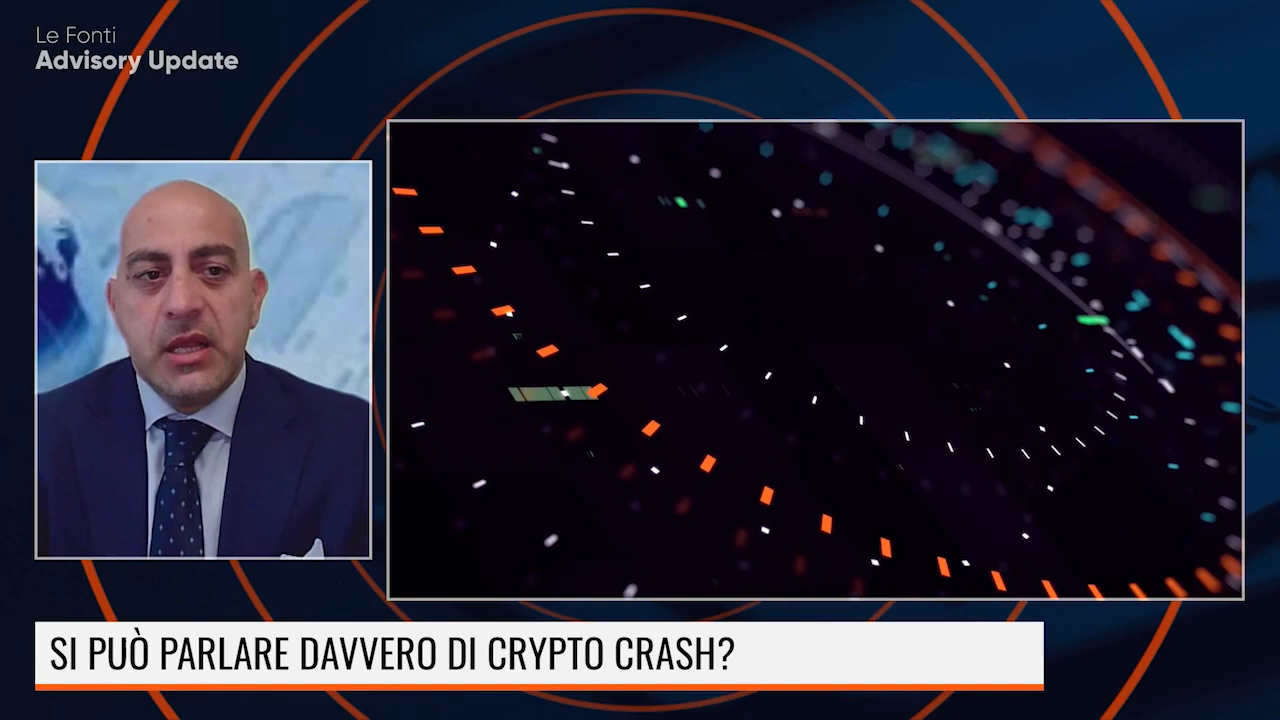 Le Fonti
Advisory Update
SI PUÒ PARLARE DAVVERO DI CRYPTO CRASH?